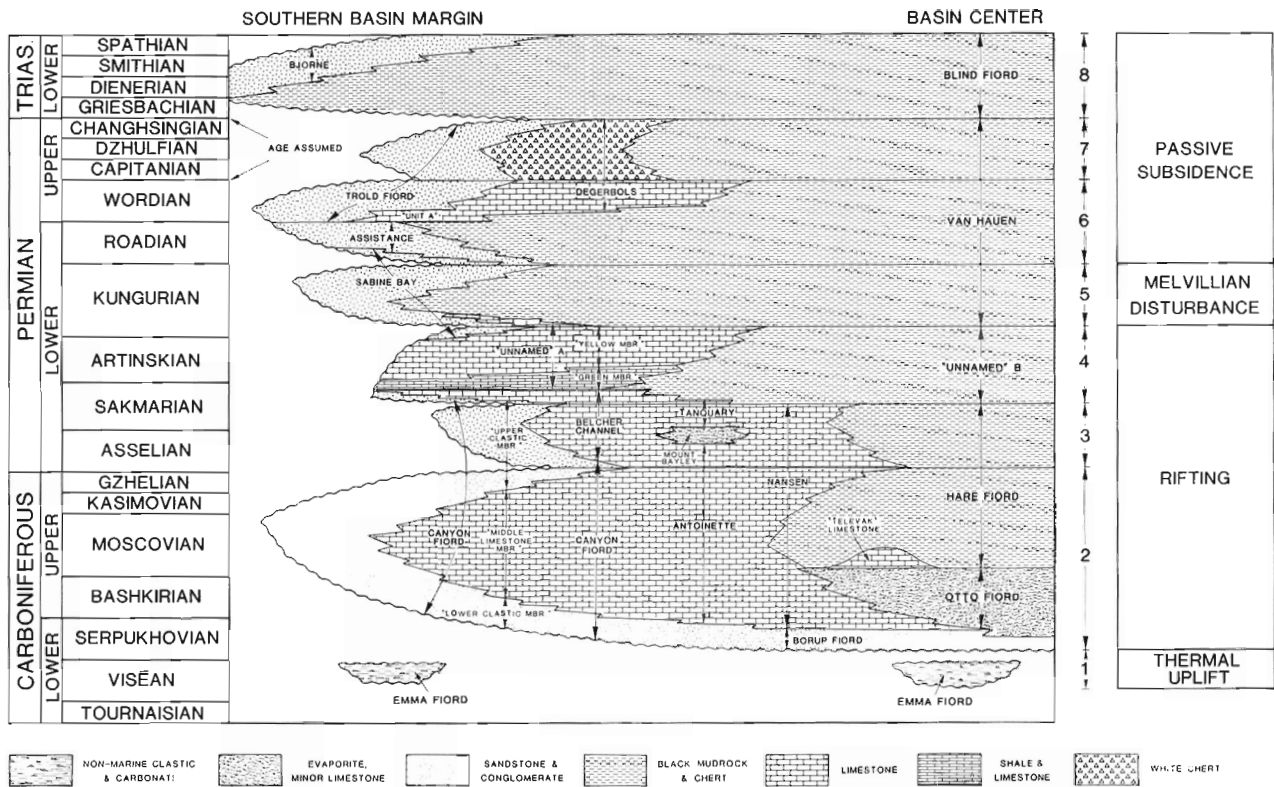 SOUTHERN BASIN MARGIN
BASIN CENTER
TRIAS.
LOWER
SPATHIAN
SMITHIAN
DIENERIAN
GRIESBACHIAN
PERMIAN
UPPER
CHANGHSINGIAN
DZHULFIAN
CAPITANIAN
WORDIAN
LOWER
ROADIAN
KUNGURIAN
ARTINSKIAN
SAKMARIAN
ASSELIAN
CARBONIFEROUS
UPPER
GZHELIAN
KASIMOVIAN
MOSCOVIAN
BASHKIRIAN
LOWER
SERPUKHOVIAN
VISĒAN
TOURNAISIAN
BJORNE
BLIND FIORD
AGE ASSUMED
TROLD FIORD
DEGERBOLS
"UNIT A"
VAN HAUEN
ASSISTANCE
SABINE BAY
"UNNAMED" A
"YELLOW MBR"
"GREEN MBR"
"UNNAMED" B
"UPPER
CLASTIC
MBR"
BELCHER
CHANNEL
TANQUARY
MOUNT
BAYLEY
NANSEN
HARE FIORD
CANYON
FIORD
"MIDDLE
LIMESTONE
MBR"
CANYON
FIORD
ANTOINETTE
"TELEVAK"
LIMESTONE
OTTO FIORD
"LOWER CLASTIC MBR"
BORUP FIORD
EMMA FIORD
EMMA FIORD
8
7
6
5
4
3
2
1
PASSIVE
SUBSIDENCE
MELVILLIAN
DISTURBANCE
RIFTING
THERMAL
UPLIFT
NON-MARINE CLASTIC
& CARBONATE
EVAPORITE,
MINOR LIMESTONE
SANDSTONE &
CONGLOMERATE
BLACK MUDROCK
& CHERT
LIMESTONE
SHALE &
LIMESTONE
WHITE CHERT